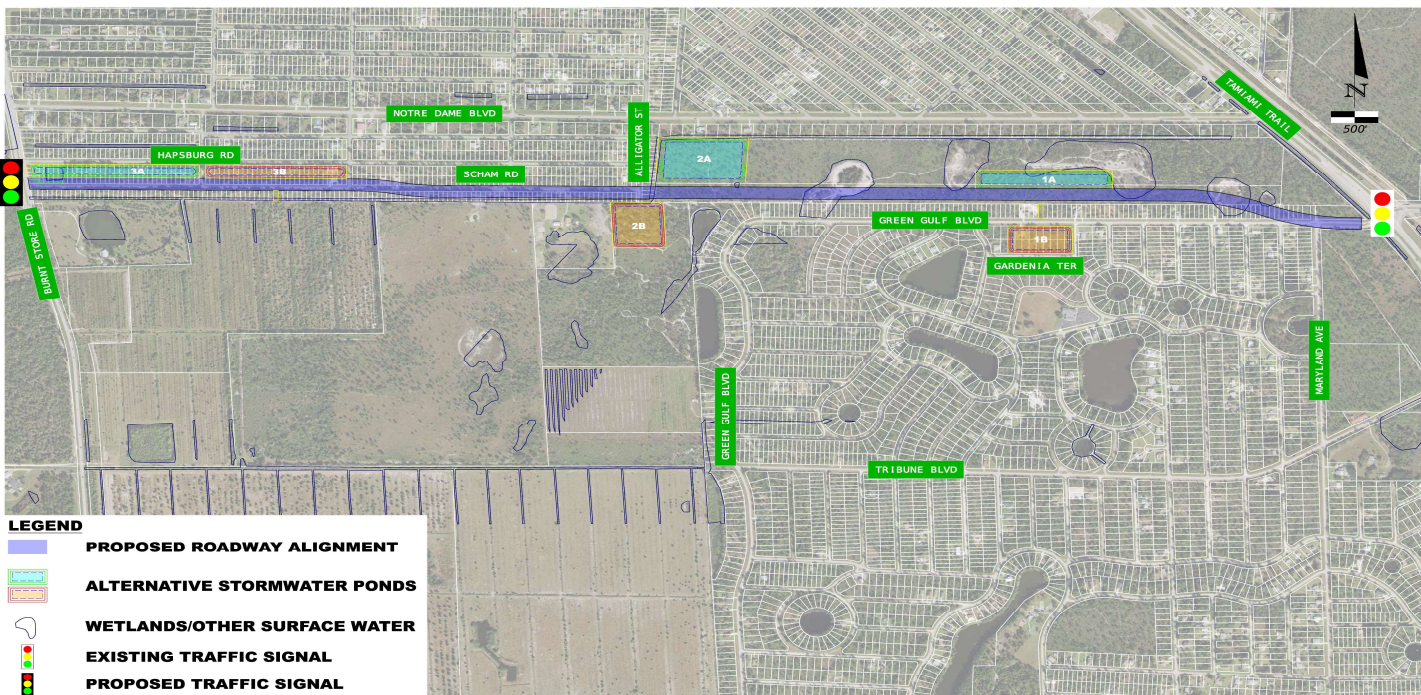 TAMIAMI TRAIL
N
500'
NOTRE DAME BLVD
ALLIGATOR ST
HAPSBURG RD
2A
3A
3B
SCHAM RD
1A
BURNT STORE RD
2B
GREEN GULF BLVD
1B
GARDENIA TER
MARYLAND AVE
GREEN GULF BLVD
TRIBUNE BLVD
LEGEND
PROPOSED ROADWAY ALIGNMENT
ALTERNATIVE STORMWATER PONDS
WETLANDS/OTHER SURFACE WATER
EXISTING TRAFFIC SIGNAL
PROPOSED TRAFFIC SIGNAL